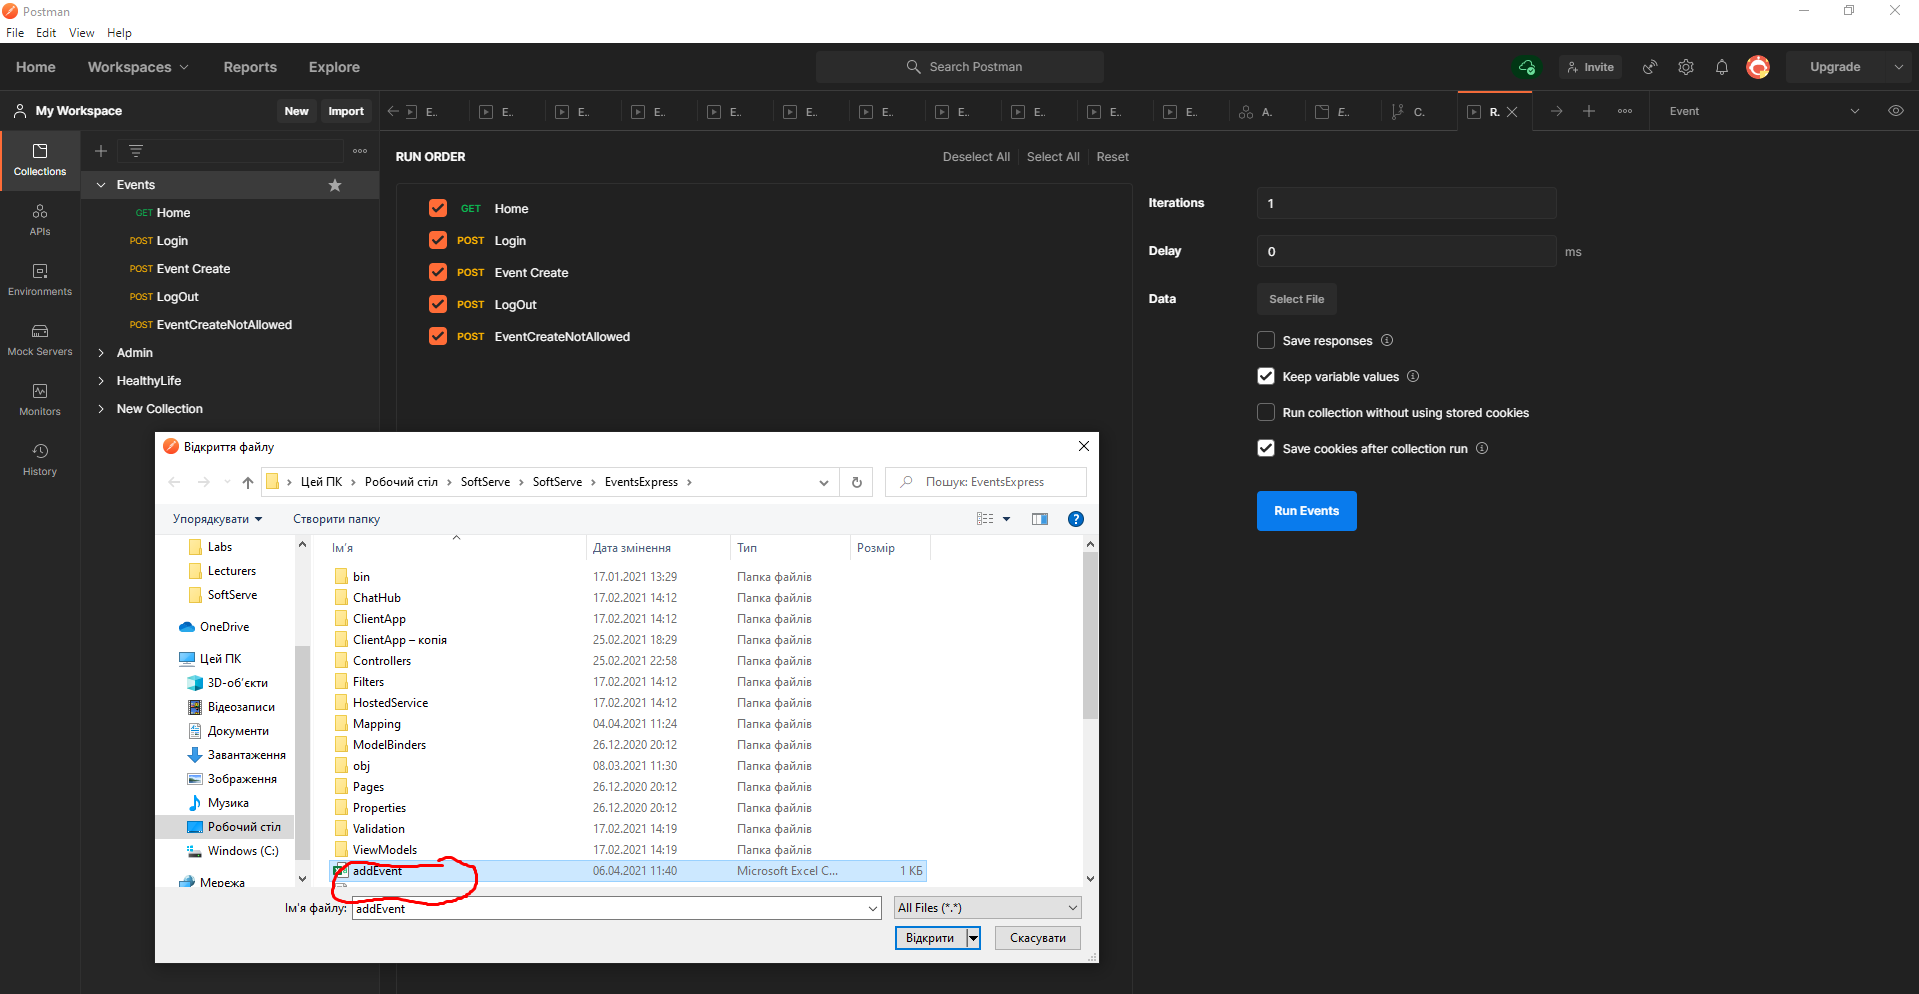 Postman
File Edit View Help
Home Workspaces Reports Explore Search Postman Invite Upgrade
My Workspace New Import E.. E.. E.. E.. E.. E.. E.. E.. E.. E.. E.. A. E.. C. R. Event
Collections
APIs
Environments
Mock Servers
Monitors
History
Events
GET Home
POST Login
POST Event Create
POST LogOut
POST EventCreateNotAllowed
Admin
HealthyLife
New Collection
RUN ORDER Deselect All Select All Reset
GET Home
POST Login
POST Event Create
POST LogOut
POST EventCreateNotAllowed
Iterations 1
Delay 0 ms
Data Select File
Save responses
Keep variable values
Run collection without using stored cookies
Save cookies after collection run
Run Events
Відкриття файлу
Цей ПК › Робочий стіл › SoftServe › SoftServe › EventsExpress › Пошук: EventsExpress
Упорядкувати Створити папку
Labs
Lecturers
SoftServe
OneDrive
Цей ПК
3D-об'єкти
Відеозаписи
Документи
Завантаження
Зображення
Музика
Робочий стіл
Windows (C:)
Мережа
Ім'я Дата змінення Тип Розмір
bin 17.01.2021 13:29 Папка файлів
ChatHub 17.02.2021 14:12 Папка файлів
ClientApp 17.02.2021 14:12 Папка файлів
ClientApp – копія 25.02.2021 18:29 Папка файлів
Controllers 25.02.2021 22:58 Папка файлів
Filters 17.02.2021 14:12 Папка файлів
HostedService 17.02.2021 14:12 Папка файлів
Mapping 04.04.2021 11:24 Папка файлів
ModelBinders 26.12.2020 20:12 Папка файлів
obj 08.03.2021 11:30 Папка файлів
Pages 26.12.2020 20:12 Папка файлів
Properties 26.12.2020 20:12 Папка файлів
Validation 17.02.2021 14:19 Папка файлів
ViewModels 17.02.2021 14:19 Папка файлів
addEvent 06.04.2021 11:40 Microsoft Excel C... 1 КБ
Ім'я файлу: addEvent All Files (*.*)
Відкрити Скасувати